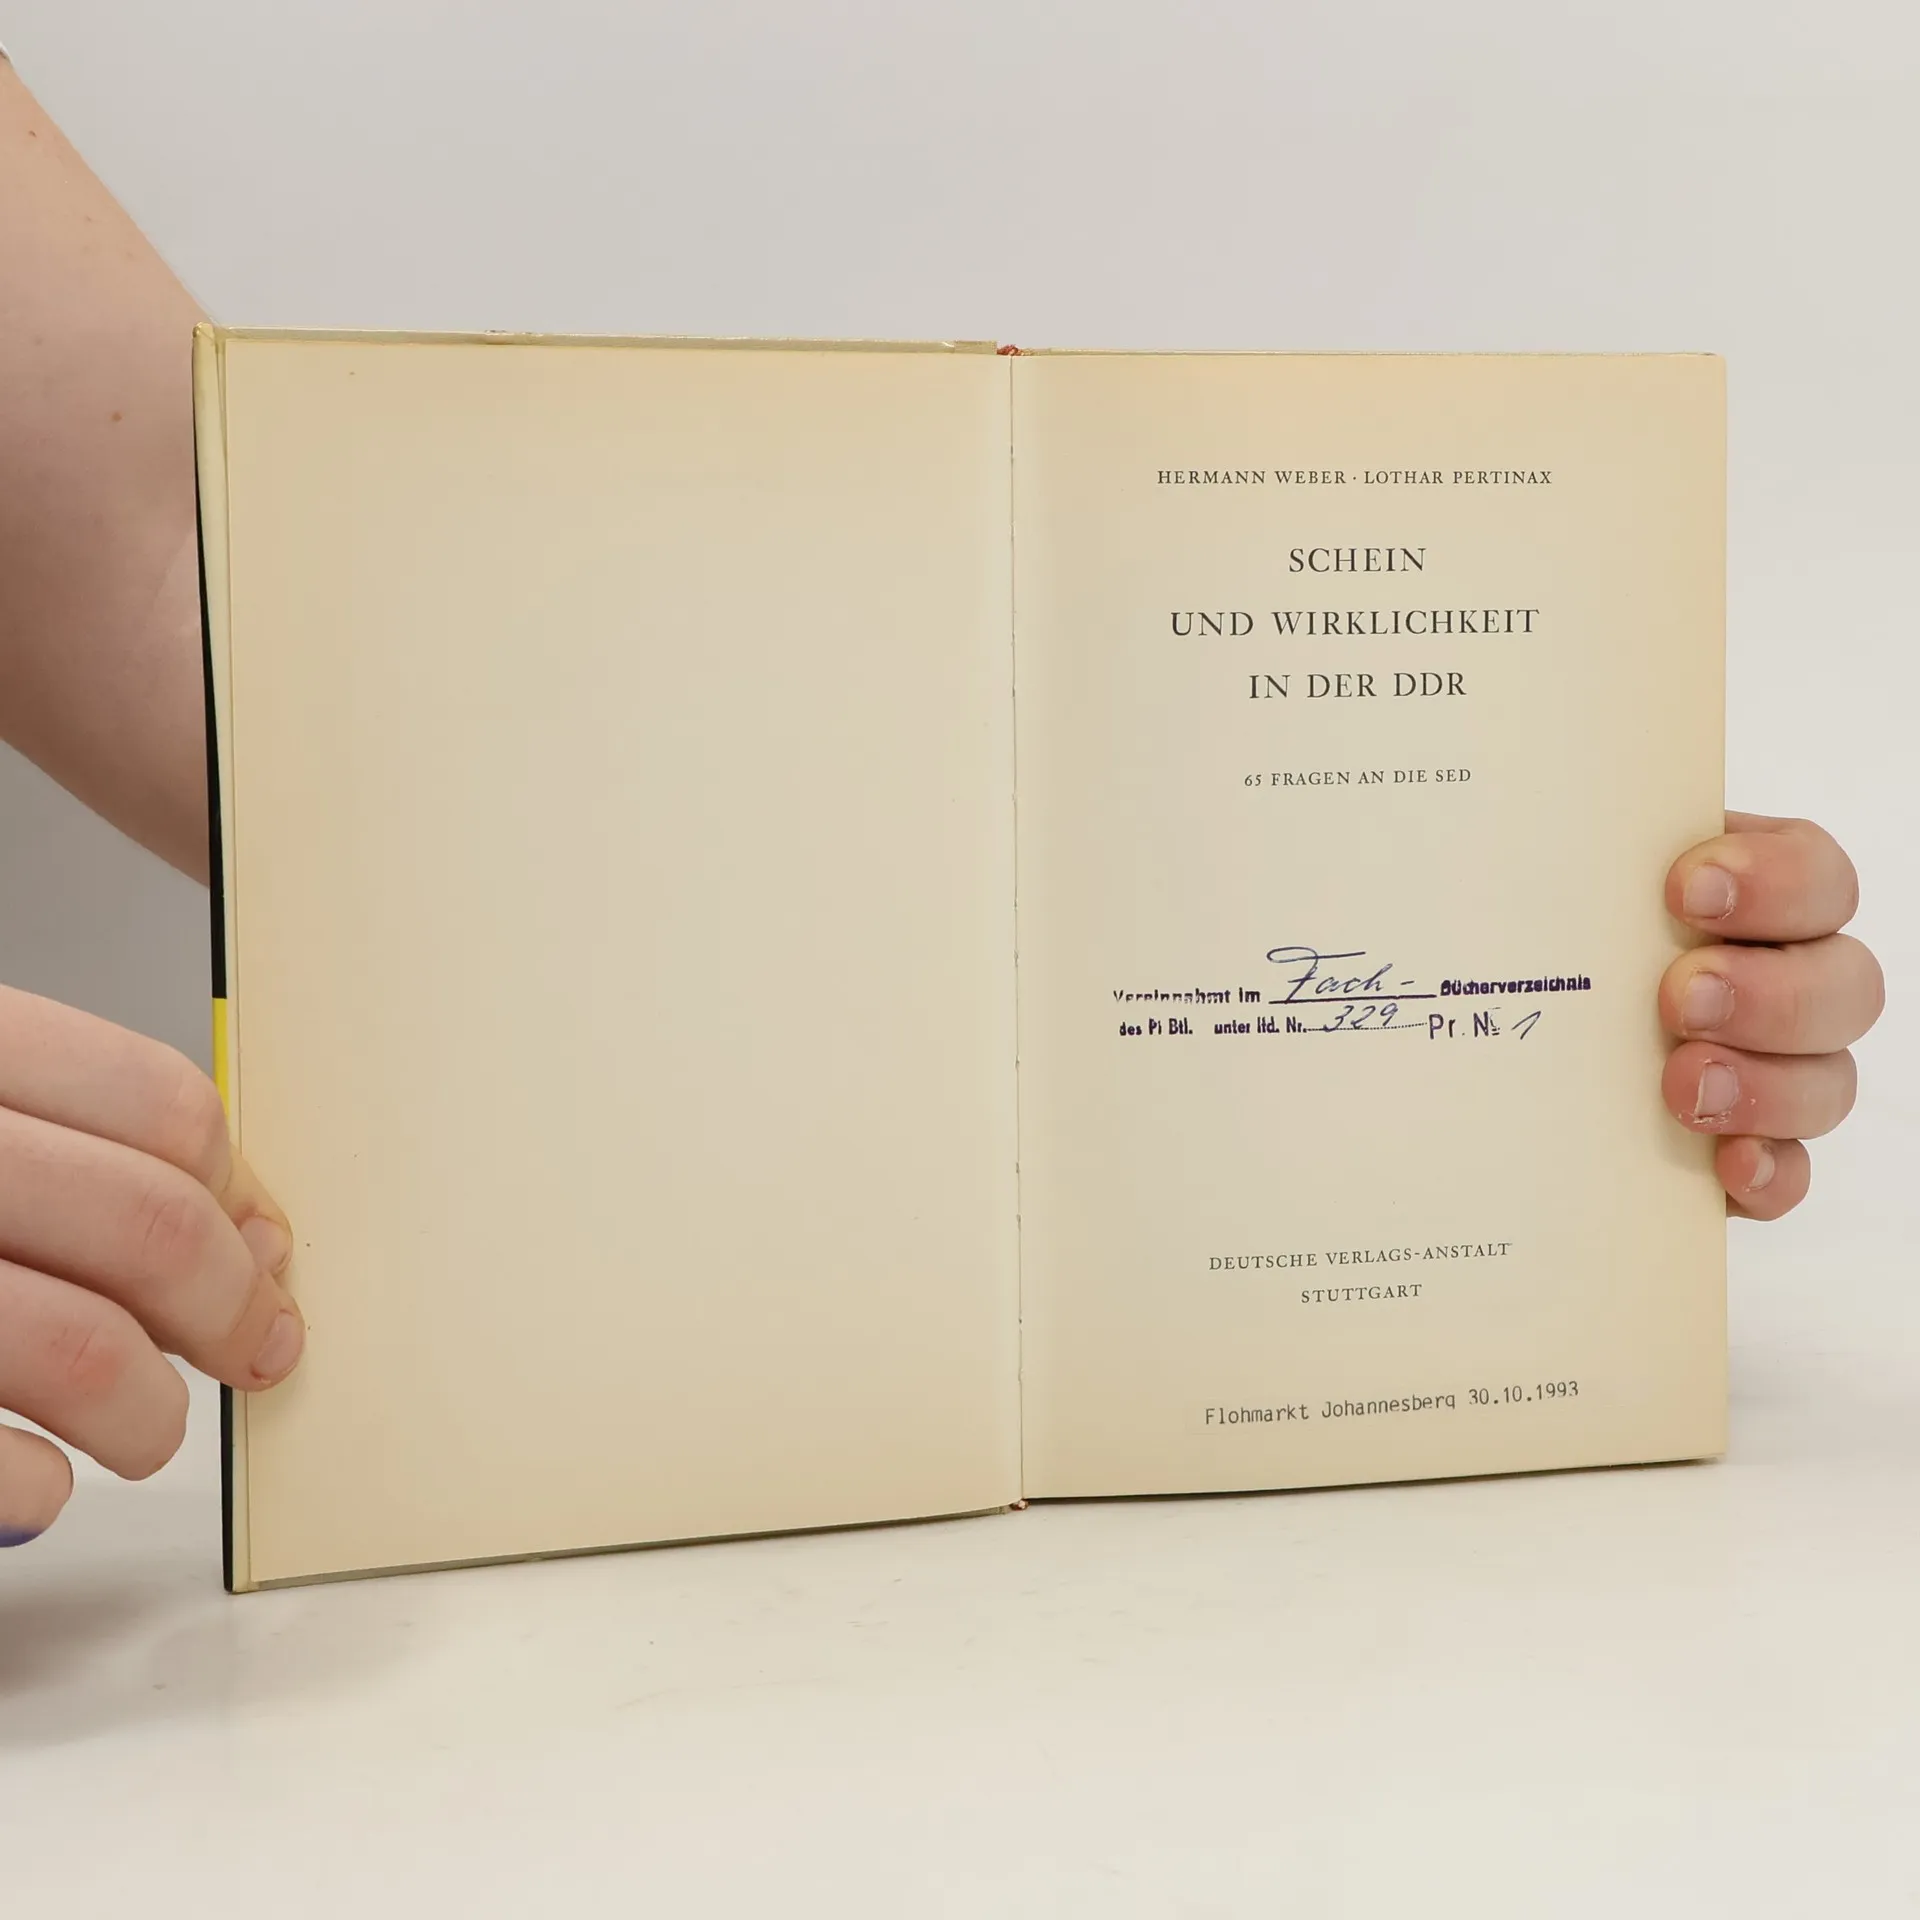 HERMANN WEBER · LOTHAR PERTINAX
SCHEIN
UND WIRKLICHKEIT
IN DER DDR
65 FRAGEN AN DIE SED
Vereinnahmt im Fach- Bücherverzeichnis
des Pi Btl. unter lfd. Nr. 329 Pr. № 1
DEUTSCHE VERLAGS-ANSTALT
STUTTGART
Flohmarkt Johannesberg 30.10.1993